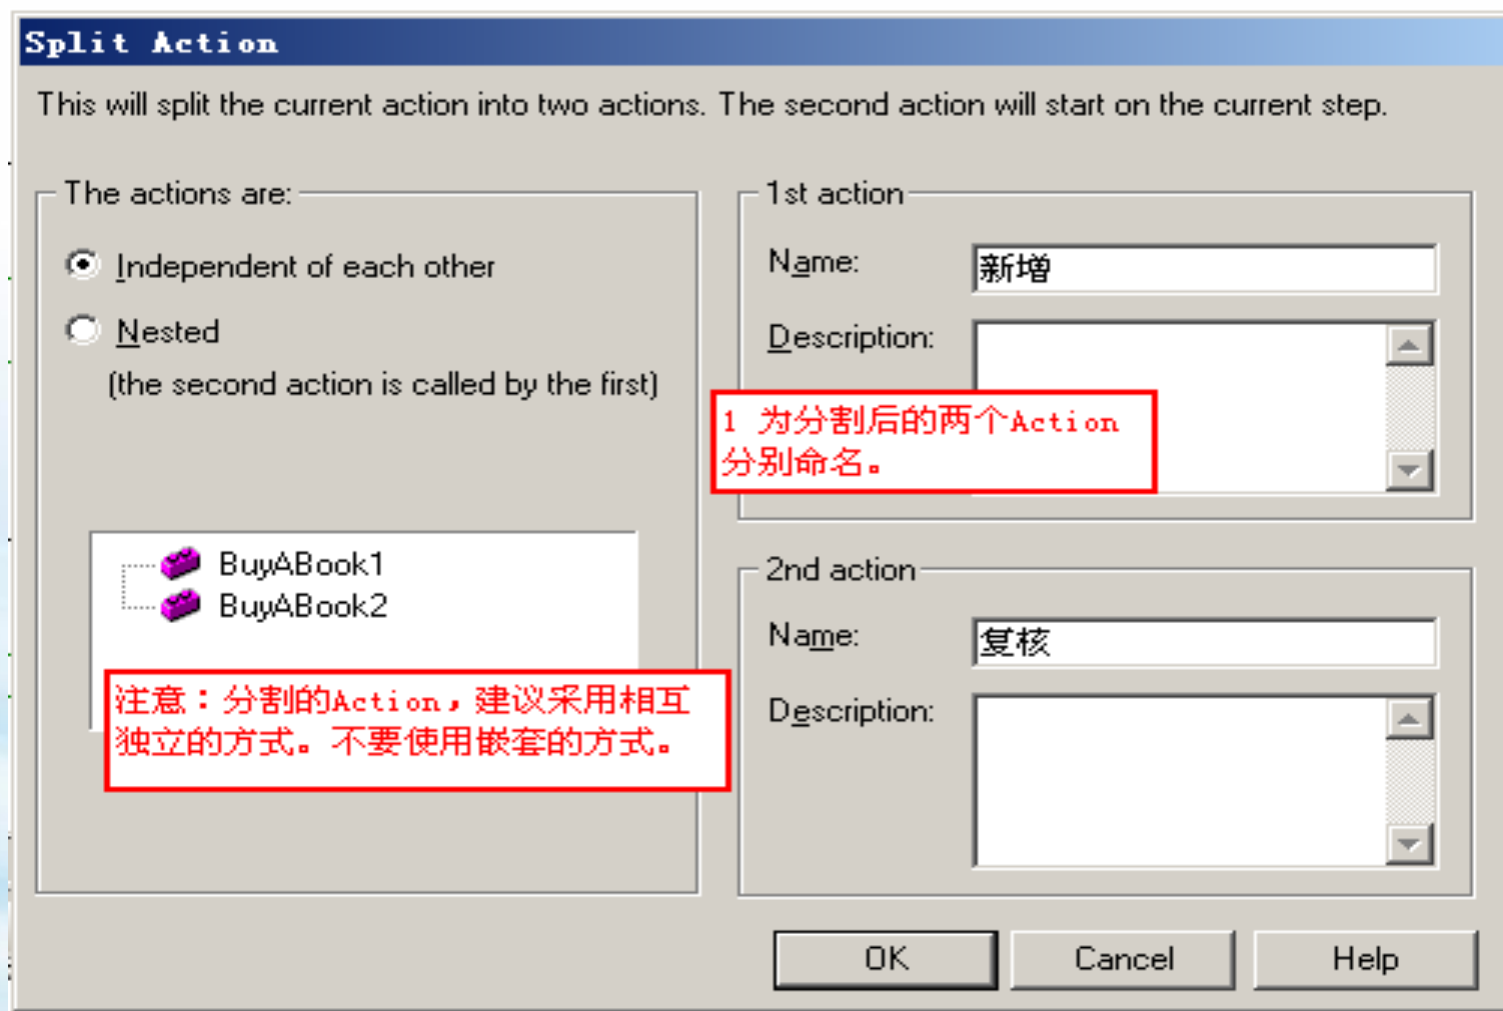 Split Action
This will split the current action into two actions. The second action will start on the current step.
The actions are:
Independent of each other
Nested
(the second action is called by the first)
BuyABook1
BuyABook2
注意：分割的Action，建议采用相互
独立的方式。不要使用嵌套的方式。
1st action
Name:
新增
Description:
1 为分割后的两个Action
分别命名。
2nd action
Name:
复核
Description:
OK
Cancel
Help